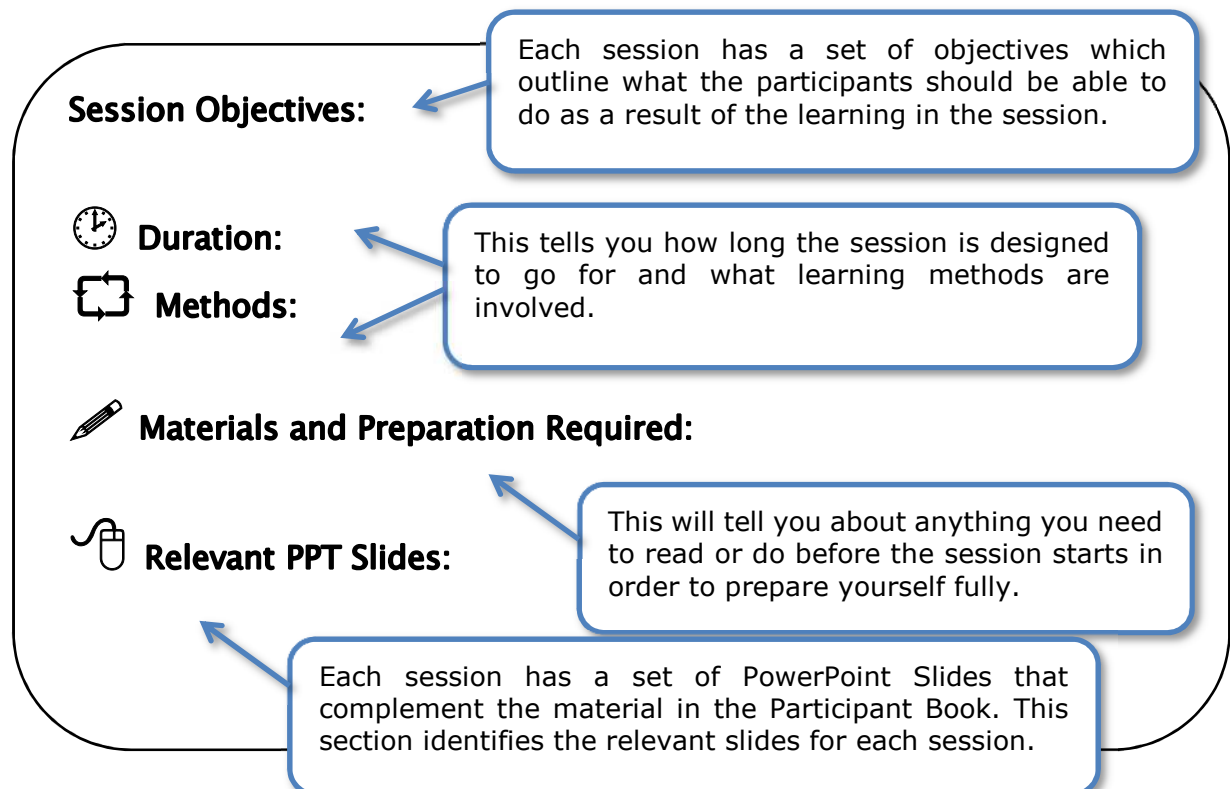 Each session has a set of objectives which
outline what the participants should be able to
do as a result of the learning in the session.
Session Objectives:
Duration:
Methods:
This tells you how long the session is designed
to go for and what learning methods are
involved.
Materials and Preparation Required:
This will tell you about anything you need
to read or do before the session starts in
order to prepare yourself fully.
Relevant PPT Slides:
Each session has a set of PowerPoint Slides that
complement the material in the Participant Book. This
section identifies the relevant slides for each session.